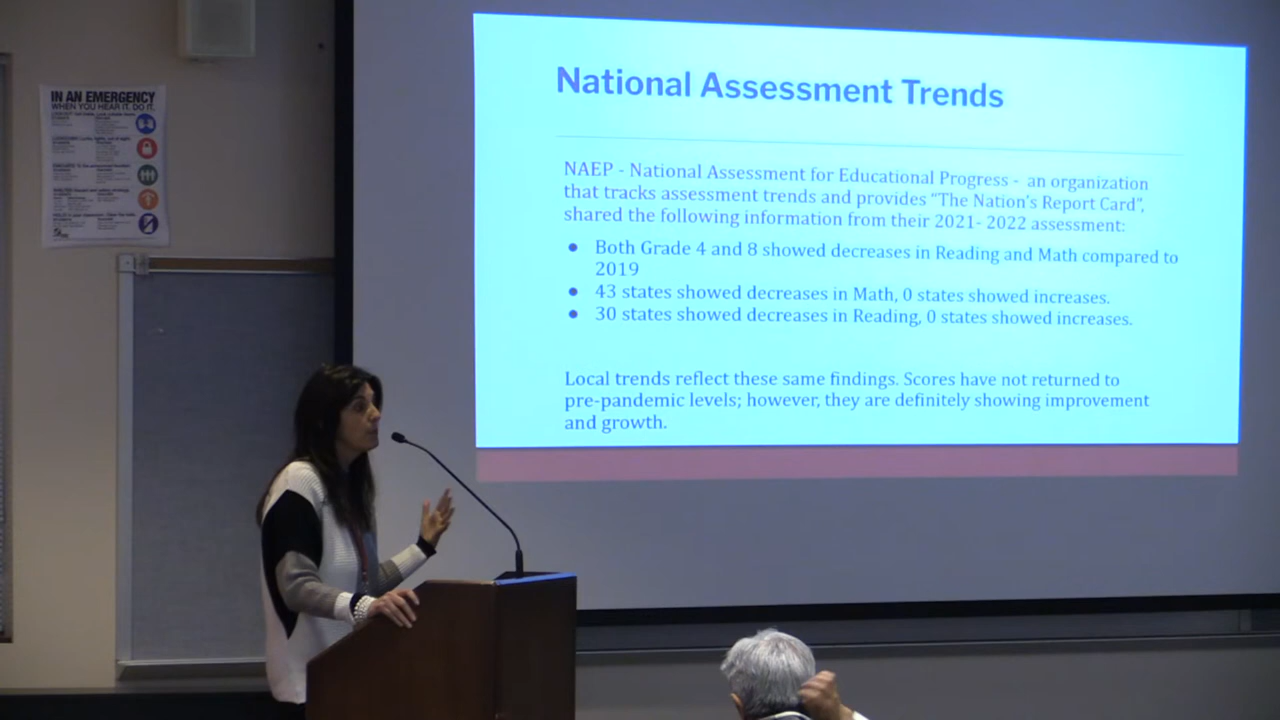 IN AN EMERGENCY
WHEN YOU HEAR IT. DO IT.
National Assessment Trends
NAEP - National Assessment for Educational Progress - an organization
that tracks assessment trends and provides “The Nation's Report Card”,
shared the following information from their 2021- 2022 assessment:
● Both Grade 4 and 8 showed decreases in Reading and Math compared to
2019
● 43 states showed decreases in Math, 0 states showed increases.
● 30 states showed decreases in Reading, 0 states showed increases.
Local trends reflect these same findings. Scores have not returned to
pre-pandemic levels; however, they are definitely showing improvement
and growth.